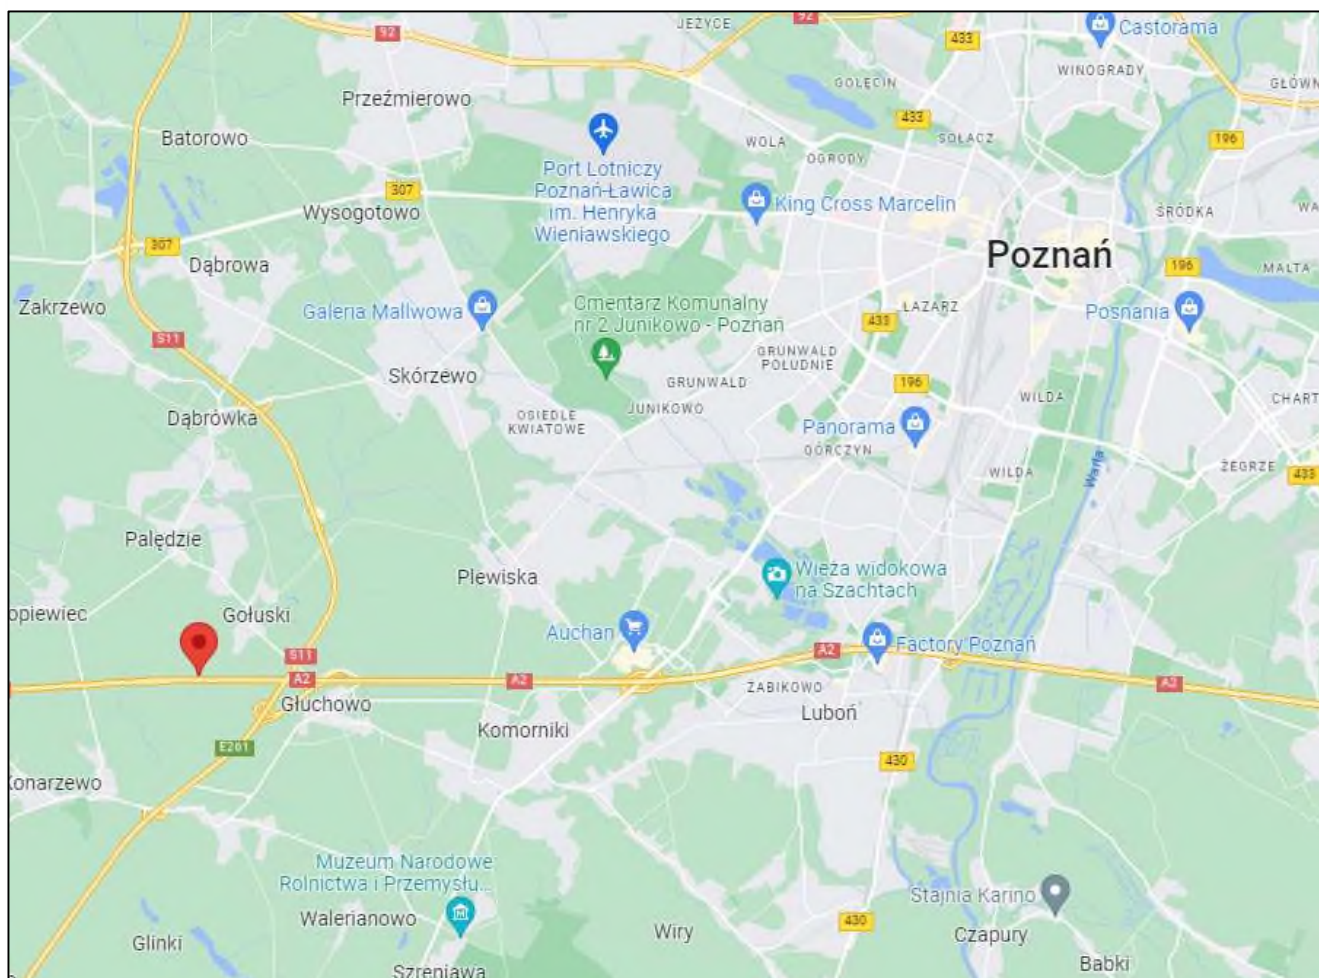 92
JEŻYCE
92
433
Castorama
WINOGRADY
GOLĘCIN
GŁÓWN
Przeźmierowo
Batorowo
433
WOLA
SOŁACZ
196
OGRODY
Port Lotniczy
Poznań-Ławica
im. Henryka
Wieniawskiego
307
Wysogotowo
King Cross Marcelin
ŚRÓDKA
WA
307
Dąbrowa
Poznań
196
MALTA
Zakrzewo
Galeria Mallwowa
Cmentarz Komunalny
nr 2 Junikowo - Poznań
ŁAZARZ
433
Posnania
S11
Skórzewo
GRUNWALD
POŁUDNIE
GRUNWALD
196
JUNIKOWO
WILDA
CHART
Dąbrówka
OSIEDLE
KWIATOWE
Panorama
GÓRCZYN
WILDA
Warta
ŻEGRZE
433
Palędzie
Plewiska
Wieża widokowa
na Szachtach
opiewiec
Gołuski
Auchan
Factory Poznań
S11
A2
A2
A2
A2
ŻABIKOWO
Głuchowo
Komorniki
Luboń
E261
430
Konarzewo
Muzeum Narodowe
Rolnictwa i Przemysłu...
Stajnia Karino
Walerianowo
430
Glinki
Wiry
Czapury
Szreniawa
Babki